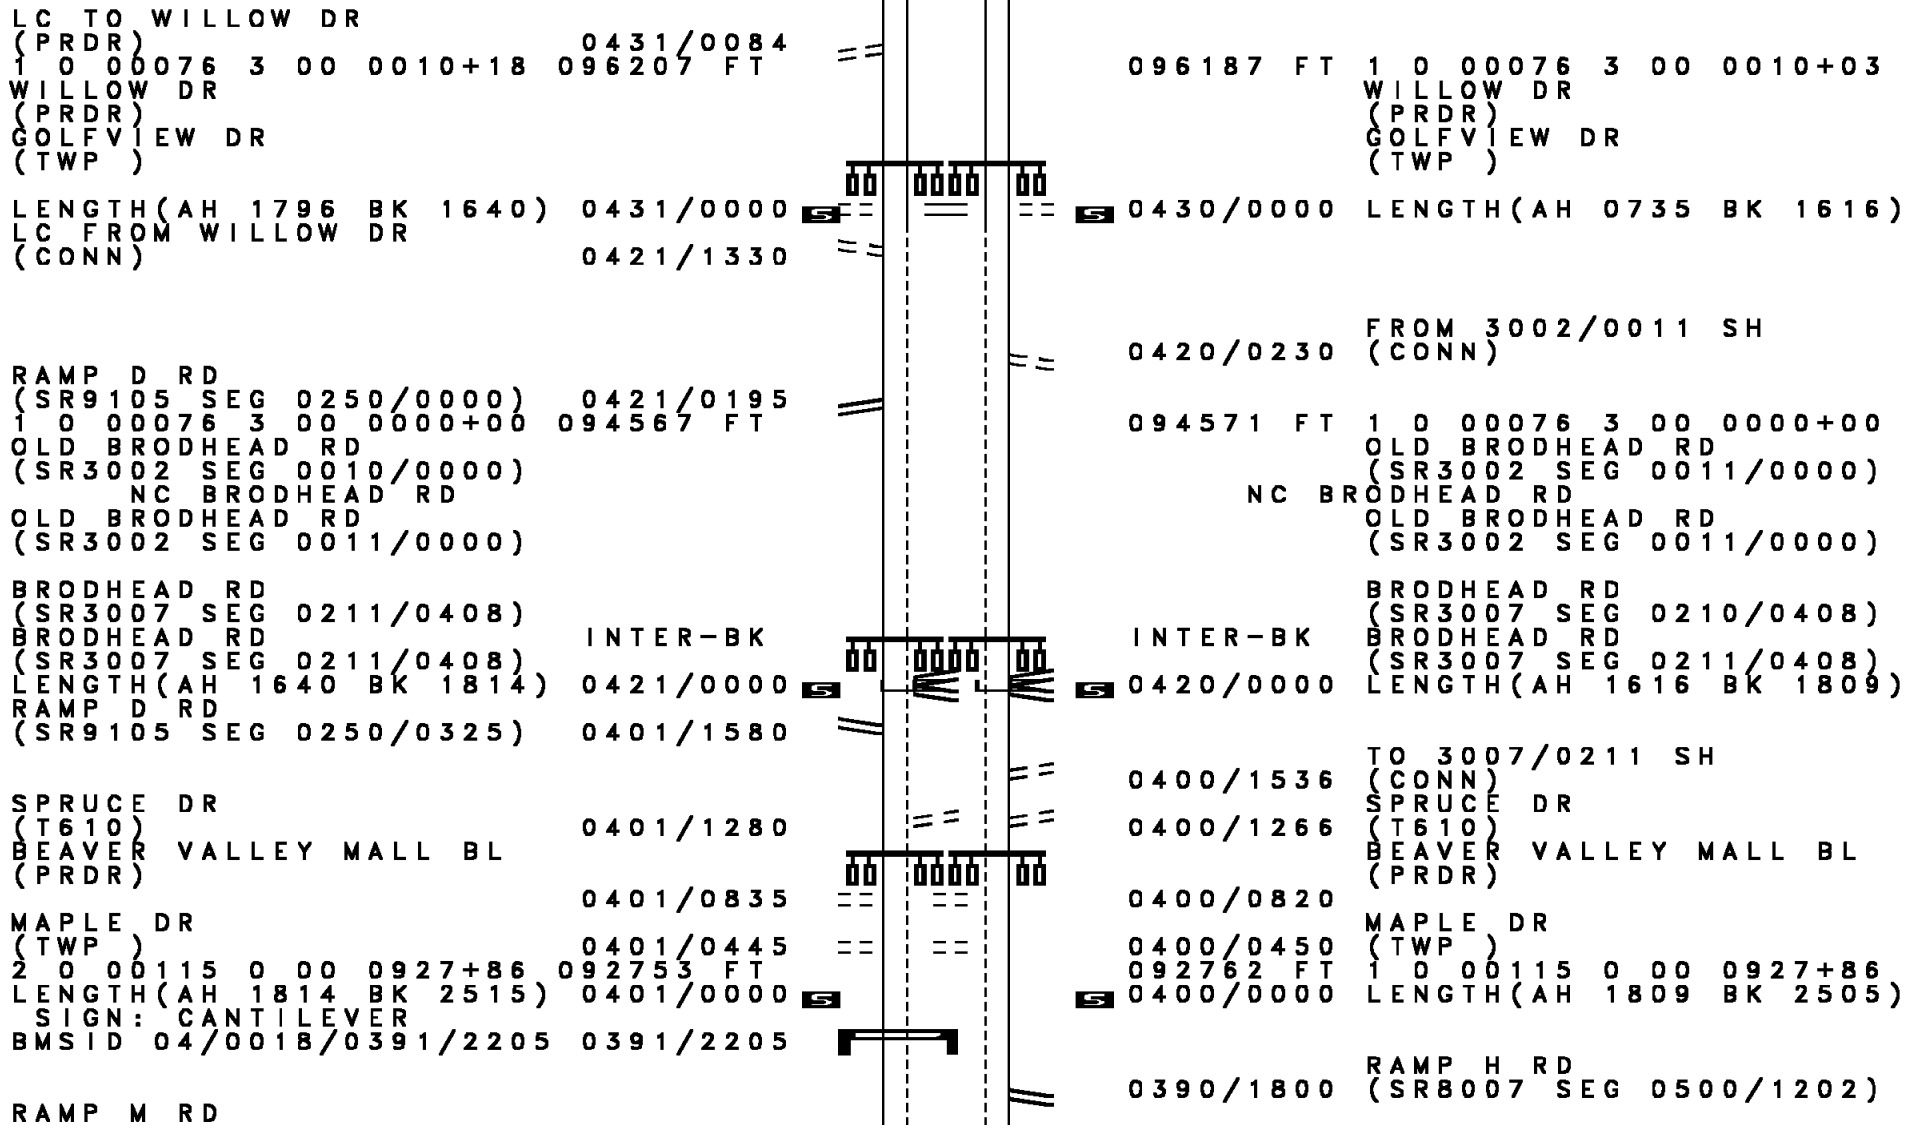 LC TO WILLOW DR
(PRDR) 0431/0084
1 0 00076 3 00 0010+18 096207 FT 096187 FT 1 0 00076 3 00 0010+03
WILLOW DR WILLOW DR
(PRDR) (PRDR)
GOLFVIEW DR GOLFVIEW DR
(TWP ) (TWP )
LENGTH(AH 1796 BK 1640) 0431/0000 S S 0430/0000 LENGTH(AH 0735 BK 1616)
LC FROM WILLOW DR
(CONN) 0421/1330
FROM 3002/0011 SH
0420/0230 (CONN)
RAMP D RD
(SR9105 SEG 0250/0000) 0421/0195
1 0 00076 3 00 0000+00 094567 FT 094571 FT 1 0 00076 3 00 0000+00
OLD BRODHEAD RD OLD BRODHEAD RD
(SR3002 SEG 0010/0000) (SR3002 SEG 0011/0000)
NC BRODHEAD RD NC BRODHEAD RD
OLD BRODHEAD RD OLD BRODHEAD RD
(SR3002 SEG 0011/0000) (SR3002 SEG 0011/0000)
BRODHEAD RD BRODHEAD RD
(SR3007 SEG 0211/0408) (SR3007 SEG 0210/0408)
BRODHEAD RD INTER-BK INTER-BK BRODHEAD RD
(SR3007 SEG 0211/0408) (SR3007 SEG 0211/0408)
LENGTH(AH 1640 BK 1814) 0421/0000 S S 0420/0000 LENGTH(AH 1616 BK 1809)
RAMP D RD
(SR9105 SEG 0250/0325) 0401/1580
TO 3007/0211 SH
0400/1536 (CONN)
SPRUCE DR SPRUCE DR
(T610) 0401/1280 0400/1266 (T610)
BEAVER VALLEY MALL BL BEAVER VALLEY MALL BL
(PRDR) (PRDR)
0401/0835 0400/0820
MAPLE DR MAPLE DR
(TWP ) 0401/0445 0400/0450 (TWP )
2 0 00115 0 00 0927+86 092753 FT 092762 FT 1 0 00115 0 00 0927+86
LENGTH(AH 1814 BK 2515) 0401/0000 S S 0400/0000 LENGTH(AH 1809 BK 2505)
SIGN: CANTILEVER
BMSID 04/0018/0391/2205 0391/2205
RAMP H RD
0390/1800 (SR8007 SEG 0500/1202)
RAMP M RD